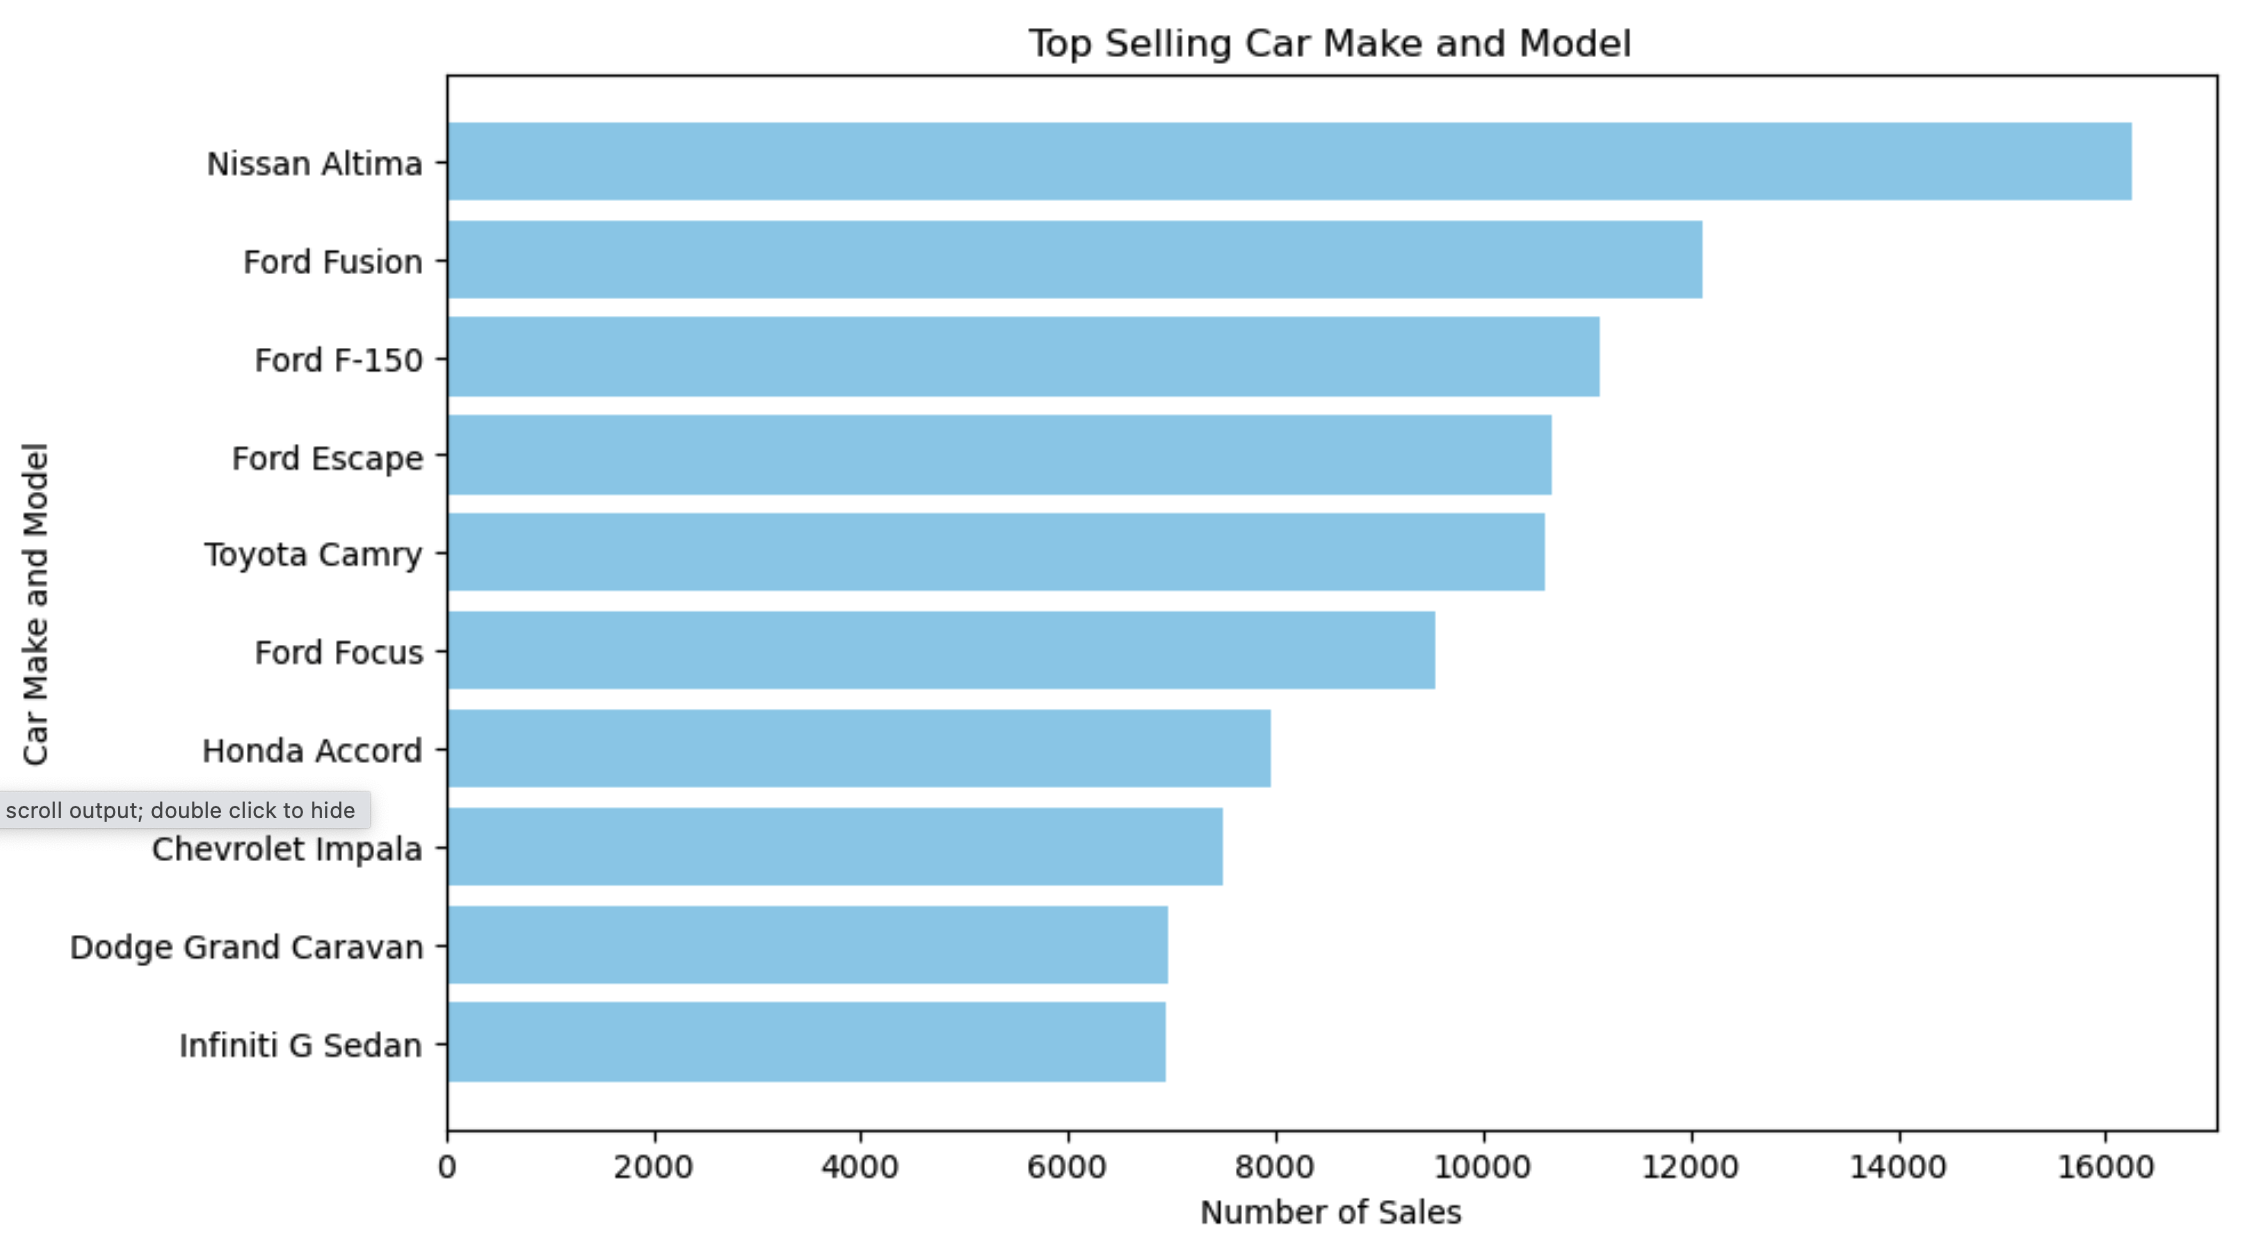 Top Selling Car Make and Model
Nissan Altima
Ford Fusion
Ford F-150
Ford Escape
Toyota Camry
Ford Focus
Honda Accord
Chevrolet Impala
Dodge Grand Caravan
Infiniti G Sedan
Car Make and Model
scroll output; double click to hide
0 2000 4000 6000 8000 10000 12000 14000 16000
Number of Sales